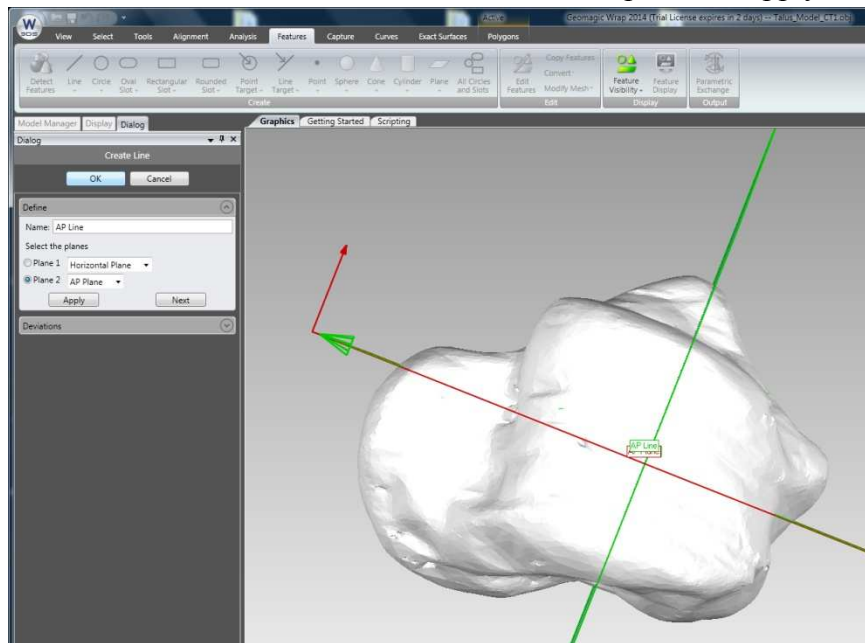 Active
Geomagic Wrap 2014 (Trial License expires in 2 days) -- Talus_Model_CT1.obj
W
3DS
View Select Tools Alignment Analysis Features Capture Curves Exact Surfaces Polygons
Detect Features
Line
Circle
Oval Slot
Rectangular Slot
Rounded Slot
Point Target
Line Target
Point
Sphere
Cone
Cylinder
Plane
All Circles and Slots
Edit Features
Copy Features
Convert
Modify Mesh
Feature Visibility
Feature Display
Parametric Exchange
Create Edit Display Output
Model Manager Display Dialog
Graphics Getting Started Scripting
Dialog
Create Line
OK Cancel
Define
Name: AP Line
Select the planes
Plane 1 Horizontal Plane
Plane 2 AP Plane
Apply Next
Deviations
AP Line
AP Plane